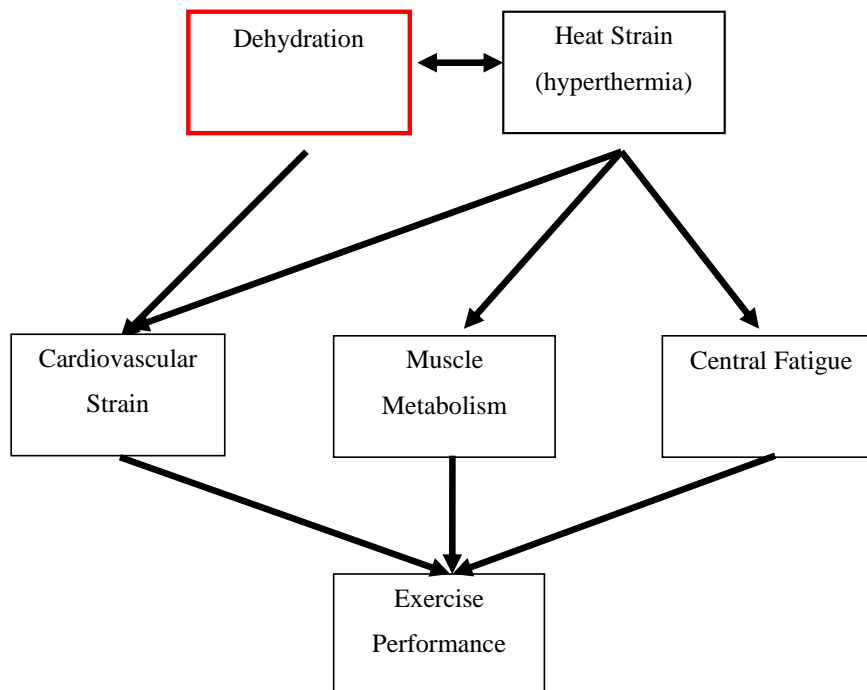 Dehydration
Heat Strain
(hyperthermia)
Cardiovascular
Strain
Muscle
Metabolism
Central Fatigue
Exercise
Performance